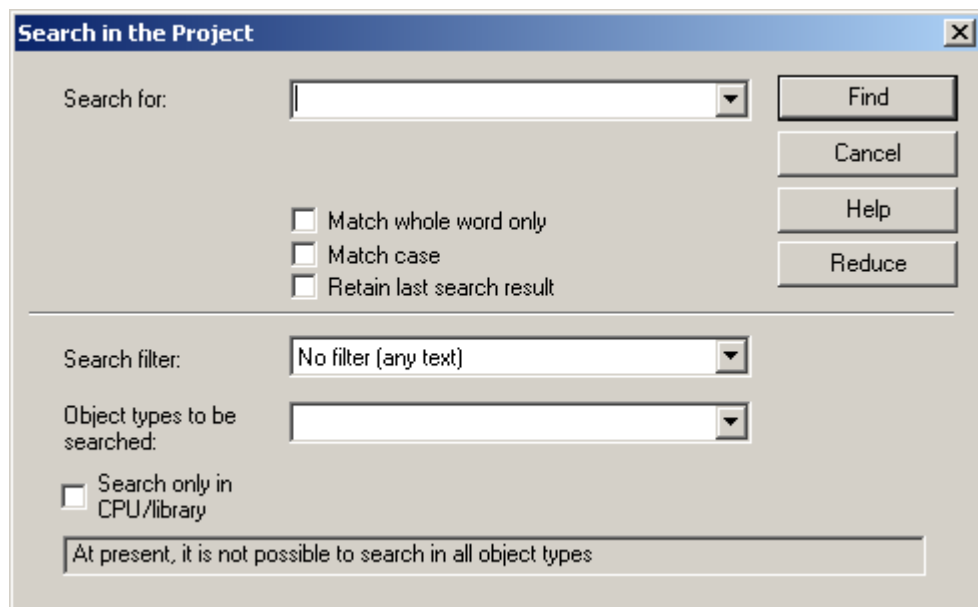 Search in the Project
Search for:
Find
Cancel
Match whole word only
Help
Match case
Retain last search result
Reduce
Search filter:
No filter (any text)
Object types to be
searched:
Search only in
CPU/library
At present, it is not possible to search in all object types